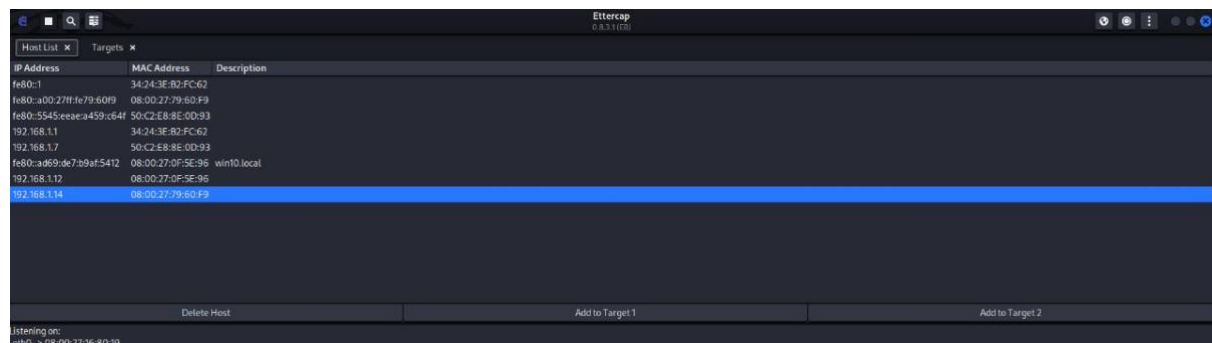 Ettercap
0.8.3.1 (EB)
Host List × Targets ×
IP Address MAC Address Description
fe80::1 34:24:3E:B2:FC:62
fe80::a00:27ff:fe79:60f9 08:00:27:79:60:F9
fe80::5545:eeae:a459:c64f 50:C2:E8:8E:0D:93
192.168.1.1 34:24:3E:B2:FC:62
192.168.1.7 50:C2:E8:8E:0D:93
fe80::ad69:de7:b9af:5412 08:00:27:0F:5E:96 win10.local
192.168.1.12 08:00:27:0F:5E:96
192.168.1.14 08:00:27:79:60:F9
Delete Host Add to Target 1 Add to Target 2
Listening on: